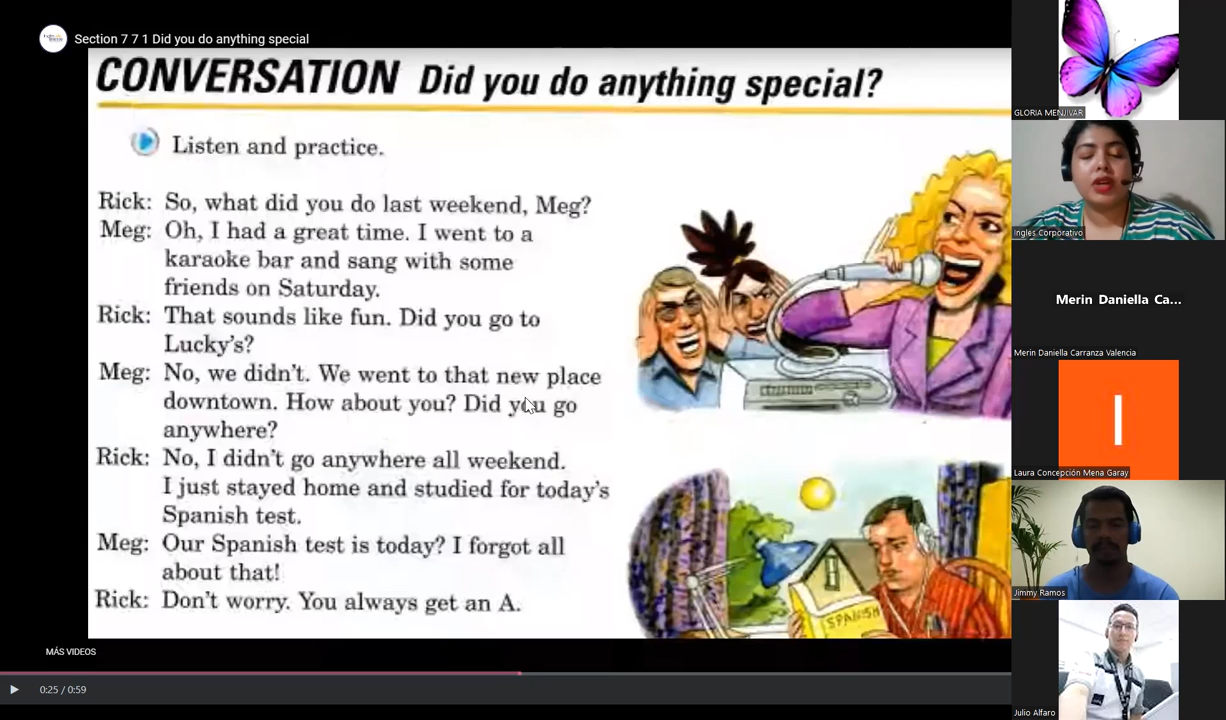 Section 7 7 1 Did you do anything special
CONVERSATION Did you do anything special?
Listen and practice.
Rick: So, what did you do last weekend, Meg?
Meg: Oh, I had a great time. I went to a
karaoke bar and sang with some
friends on Saturday.
Rick: That sounds like fun. Did you go to
Lucky's?
Meg: No, we didn't. We went to that new place
downtown. How about you? Did you go
anywhere?
Rick: No, I didn't go anywhere all weekend.
I just stayed home and studied for today's
Spanish test.
Meg: Our Spanish test is today? I forgot all
about that!
Rick: Don't worry. You always get an A.
SPANISH
MÁS VIDEOS
0:25 / 0:59
GLORIA MENJIVAR
Ingles Corporativo
Merin Daniella Ca...
Merin Daniella Carranza Valencia
I
Laura Concepción Mena Garay
Jimmy Ramos
Julio Alfaro